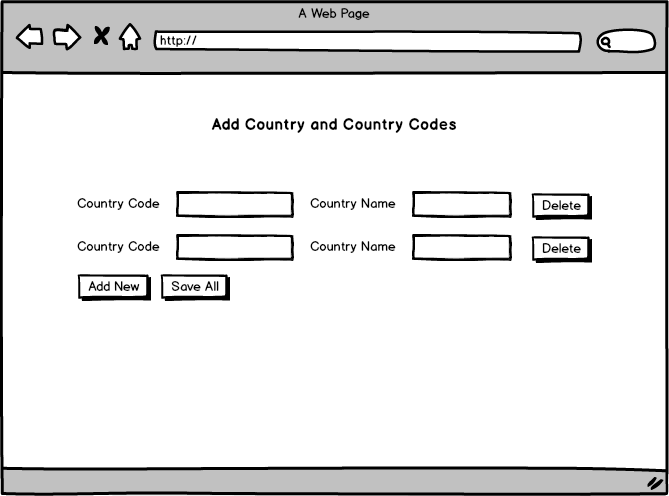 A Web Page
http://
Add Country and Country Codes
Country Code Country Name Delete
Country Code Country Name Delete
Add New Save All